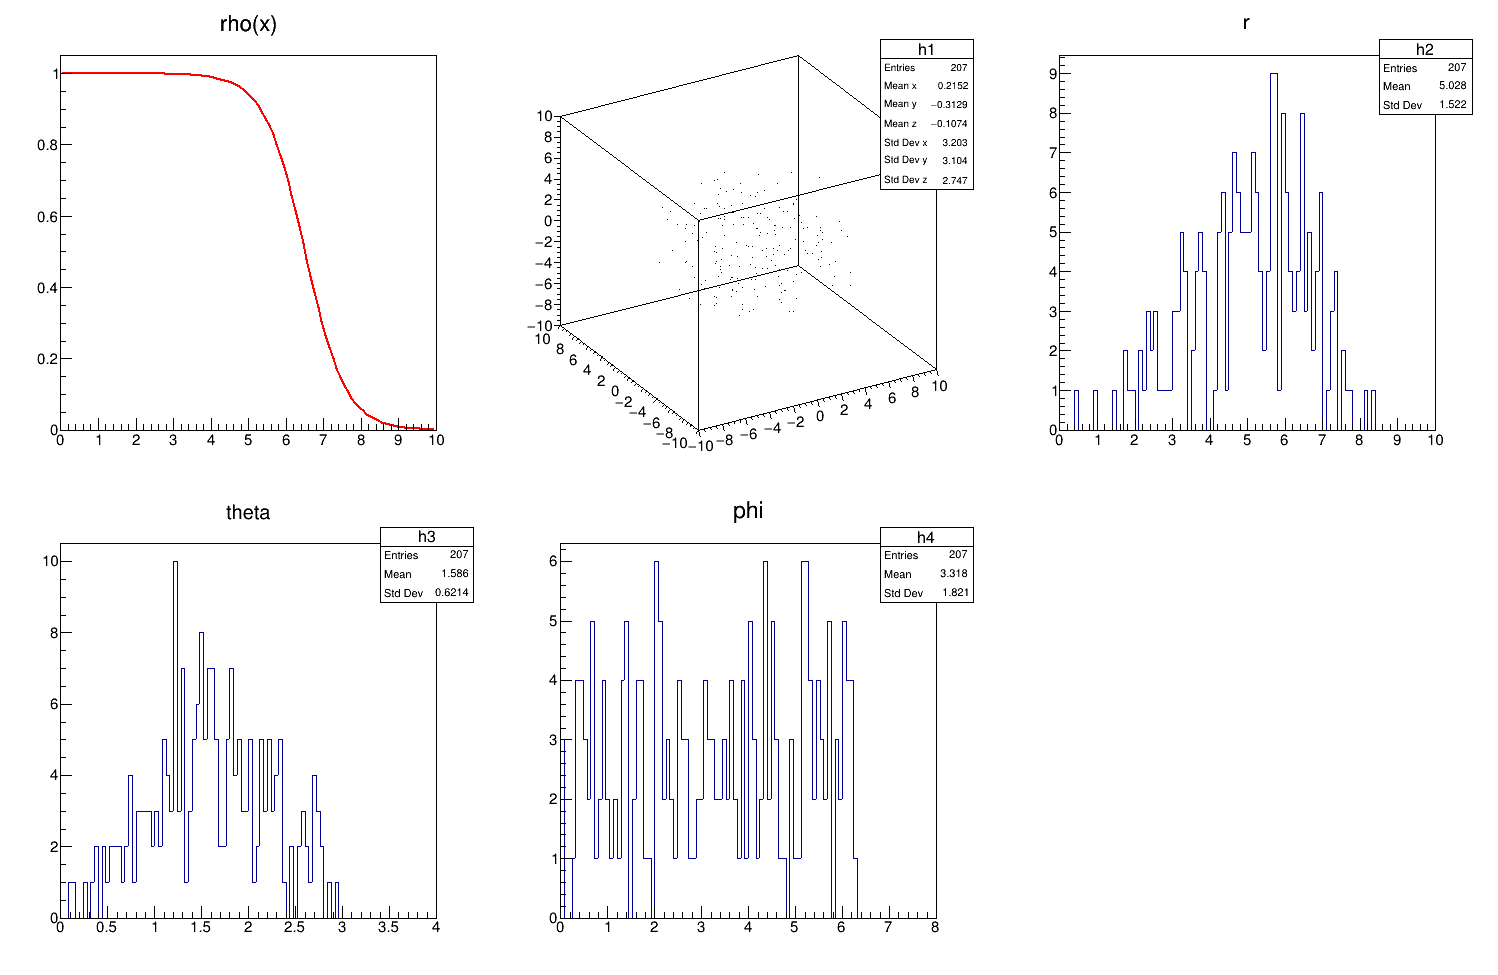 rho(x)
1
0.8
0.6
0.4
0.2
0
0 1 2 3 4 5 6 7 8 9 10
h1
Entries 207
Mean x 0.2152
Mean y −0.3129
Mean z −0.1074
Std Dev x 3.203
Std Dev y 3.104
Std Dev z 2.747
10
8
6
4
2
0
−2
−4
−6
−8
−10
10 8 6 4 2 0 −2 −4 −6 −8 −10
−10 −8 −6 −4 −2 0 2 4 6 8 10
r
h2
Entries 207
Mean 5.028
Std Dev 1.522
9
8
7
6
5
4
3
2
1
0
0 1 2 3 4 5 6 7 8 9 10
theta
h3
Entries 207
Mean 1.586
Std Dev 0.6214
10
8
6
4
2
0
0 0.5 1 1.5 2 2.5 3 3.5 4
phi
h4
Entries 207
Mean 3.318
Std Dev 1.821
6
5
4
3
2
1
0
0 1 2 3 4 5 6 7 8